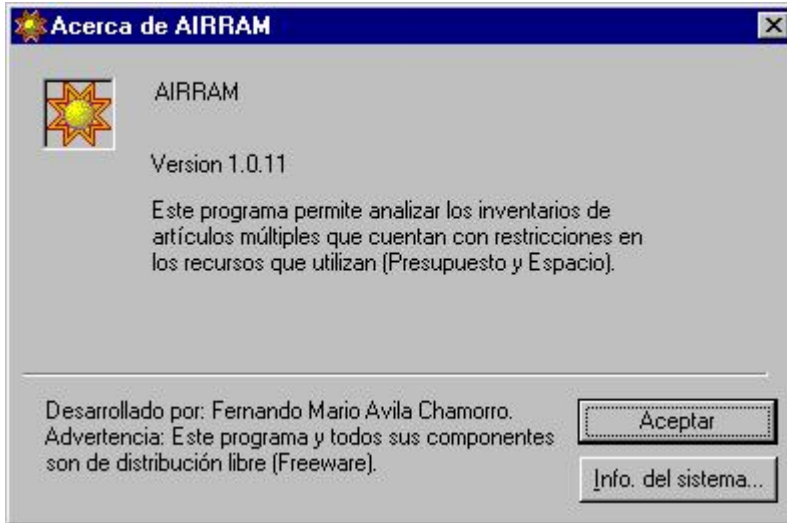 Acerca de AIRRAM
AIRRAM
Version 1.0.11
Este programa permite analizar los inventarios de
artículos múltiples que cuentan con restricciones en
los recursos que utilizan (Presupuesto y Espacio).
Desarrollado por: Fernando Mario Avila Chamorro.
Advertencia: Este programa y todos sus componentes
son de distribución libre (Freeware).
Aceptar
Info. del sistema...